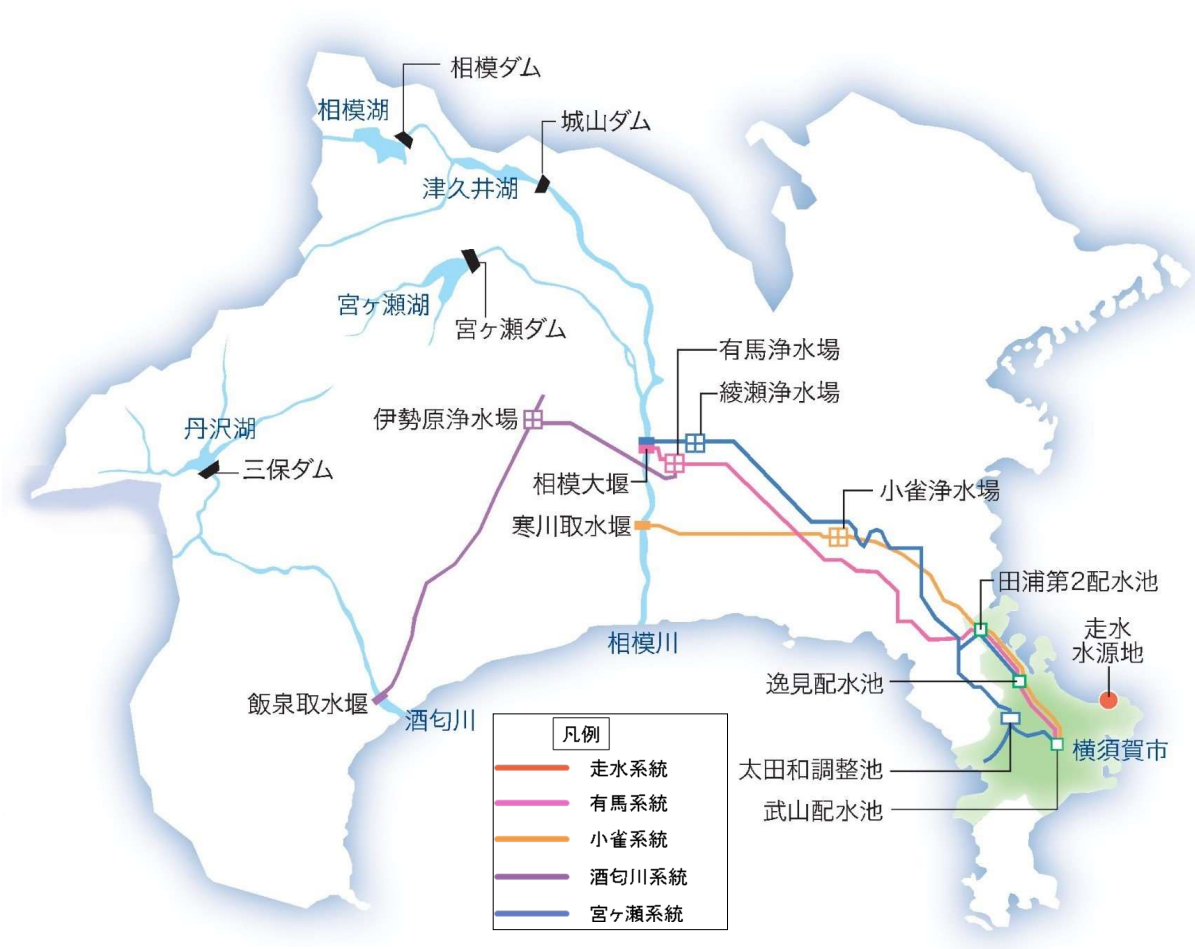 相模ダム
相模湖
城山ダム
津久井湖
宮ヶ瀬湖
宮ヶ瀬ダム
有馬浄水場
綾瀬浄水場
伊勢原浄水場
丹沢湖
三保ダム
相模大堰
小雀浄水場
寒川取水堰
田浦第2配水池
走水
水源地
相模川
逸見配水池
飯泉取水堰
酒匂川
横須賀市
太田和調整池
武山配水池
凡例
走水系統
有馬系統
小雀系統
酒匂川系統
宮ヶ瀬系統